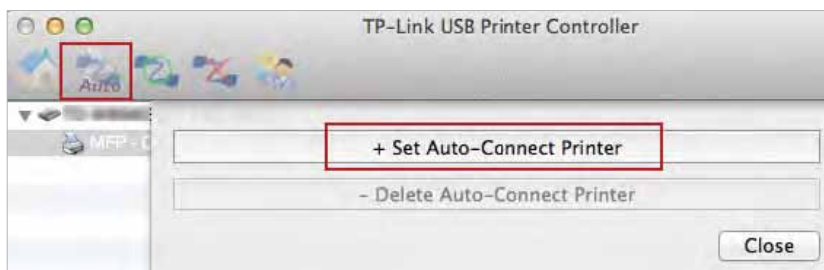 TP-Link USB Printer Controller
Auto
MFP - 
+ Set Auto-Connect Printer
- Delete Auto-Connect Printer
Close